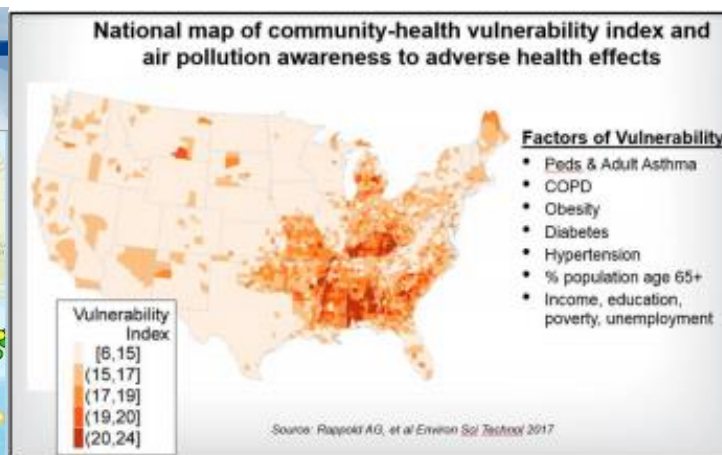 National map of community-health vulnerability index and
air pollution awareness to adverse health effects
Factors of Vulnerability
• Peds & Adult Asthma
• COPD
• Obesity
• Diabetes
• Hypertension
• % population age 65+
• Income, education,
poverty, unemployment
Vulnerability
Index
[6,15]
(15,17]
(17,19]
(19,20]
(20,24]
Source: Rappold AG, et al Environ Sci Technol 2017